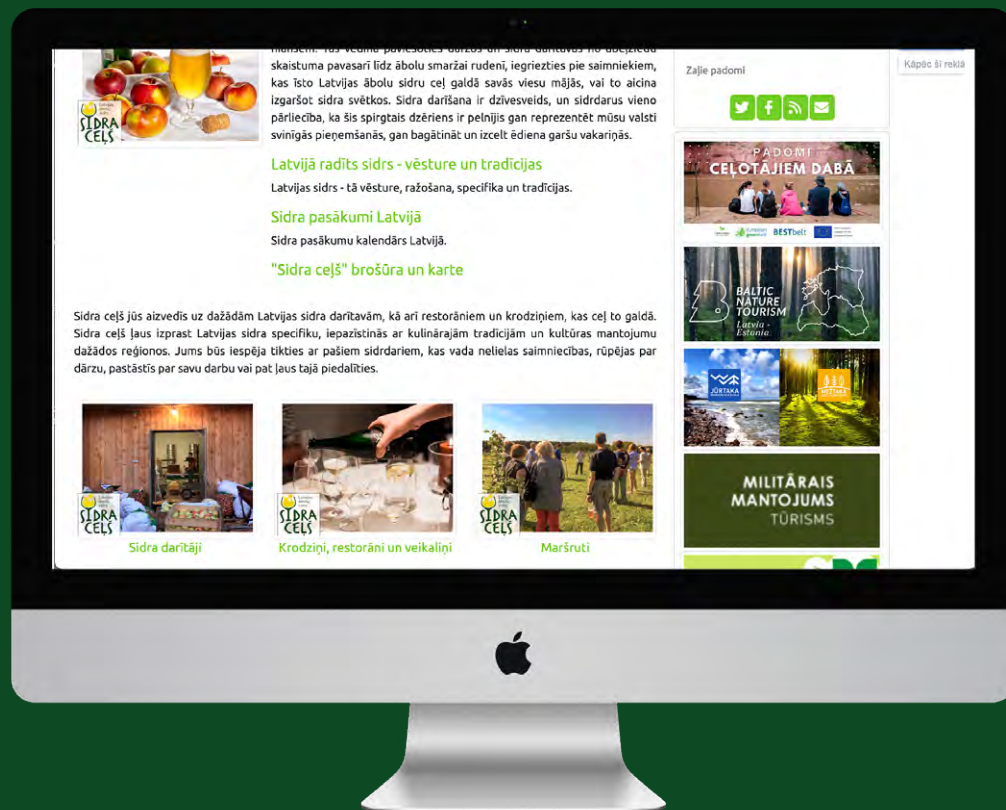 skaistuma pavasarī līdz ābolu smaržai rudenī, iegriezties pie saimniekiem,
kas īsto Latvijas ābolu sidru ceļ galdā savās viesu mājās, vai to aicina
izgaršot sidra svētkos. Sidra darīšana ir dzīvesveids, un sidrdarus vieno
pārliecība, ka šis spirgtais dzēriens ir pelnījis gan reprezentēt mūsu valsti
svinīgās pieņemšanās, gan bagātināt un izcelt ēdiena garšu vakariņās.
SIDRA
CEĻŠ
Latvijā radīts sidrs - vēsture un tradīcijas
Latvijas sidrs - tā vēsture, ražošana, specifika un tradīcijas.
Sidra pasākumi Latvijā
Sidra pasākumu kalendārs Latvijā.
"Sidra ceļš" brošūra un karte
Sidra ceļš jūs aizvedīs uz dažādām Latvijas sidra darītavām, kā arī restorāniem un krodziņiem, kas ceļ to galdā.
Sidra ceļš ļaus izprast Latvijas sidra specifiku, iepazīstinās ar kulinārajām tradīcijām un kultūras mantojumu
dažādos reģionos. Jums būs iespēja tikties ar pašiem sidrdariem, kas vada nelielas saimniecības, rūpējas par
dārzu, pastāstīs par savu darbu vai pat ļaus tajā piedalīties.
SIDRA
CEĻŠ
Sidra darītāji
SIDRA
CEĻŠ
Krodziņi, restorāni un veikaliņi
SIDRA
CEĻŠ
Maršruti
Zaļie padomi
PADOMI
CEĻOTĀJIEM DABĀ
BESTbelt
BALTIC
NATURE
TOURISM
Latvia -
Estonia
JŪRTAKA
MEŽTAKA
MILITĀRAIS
MANTOJUMS
TŪRISMS
Kāpēc šī reklā